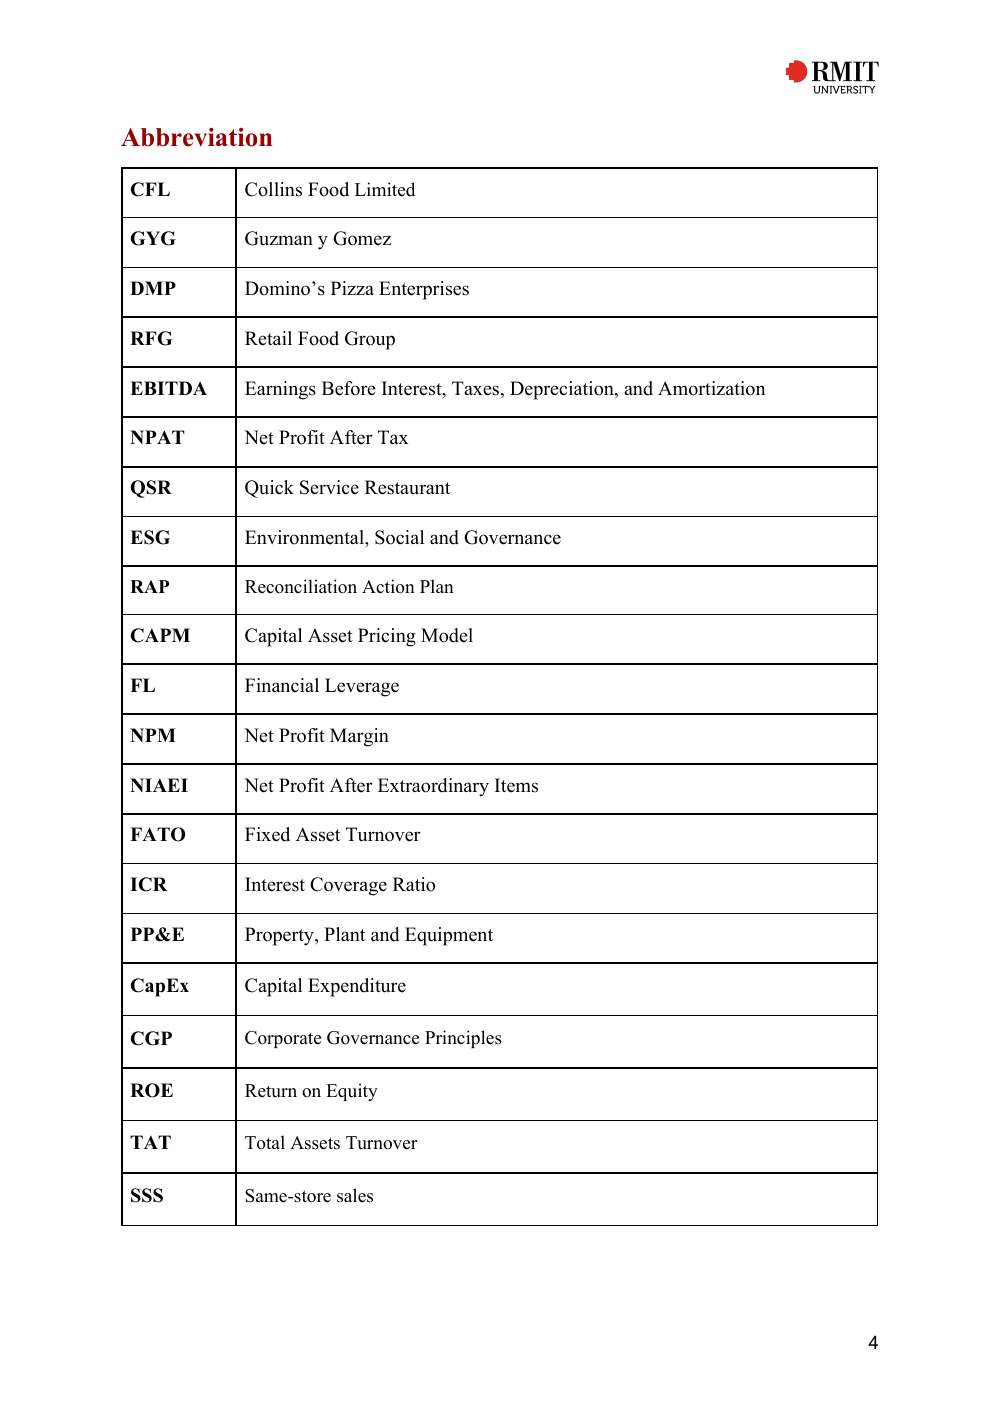 RMIT
UNIVERSITY
Abbreviation
CFL Collins Food Limited
GYG Guzman y Gomez
DMP Domino’s Pizza Enterprises
RFG Retail Food Group
EBITDA Earnings Before Interest, Taxes, Depreciation, and Amortization
NPAT Net Profit After Tax
QSR Quick Service Restaurant
ESG Environmental, Social and Governance
RAP Reconciliation Action Plan
CAPM Capital Asset Pricing Model
FL Financial Leverage
NPM Net Profit Margin
NIAEI Net Profit After Extraordinary Items
FATO Fixed Asset Turnover
ICR Interest Coverage Ratio
PP&E Property, Plant and Equipment
CapEx Capital Expenditure
CGP Corporate Governance Principles
ROE Return on Equity
TAT Total Assets Turnover
SSS Same-store sales
4